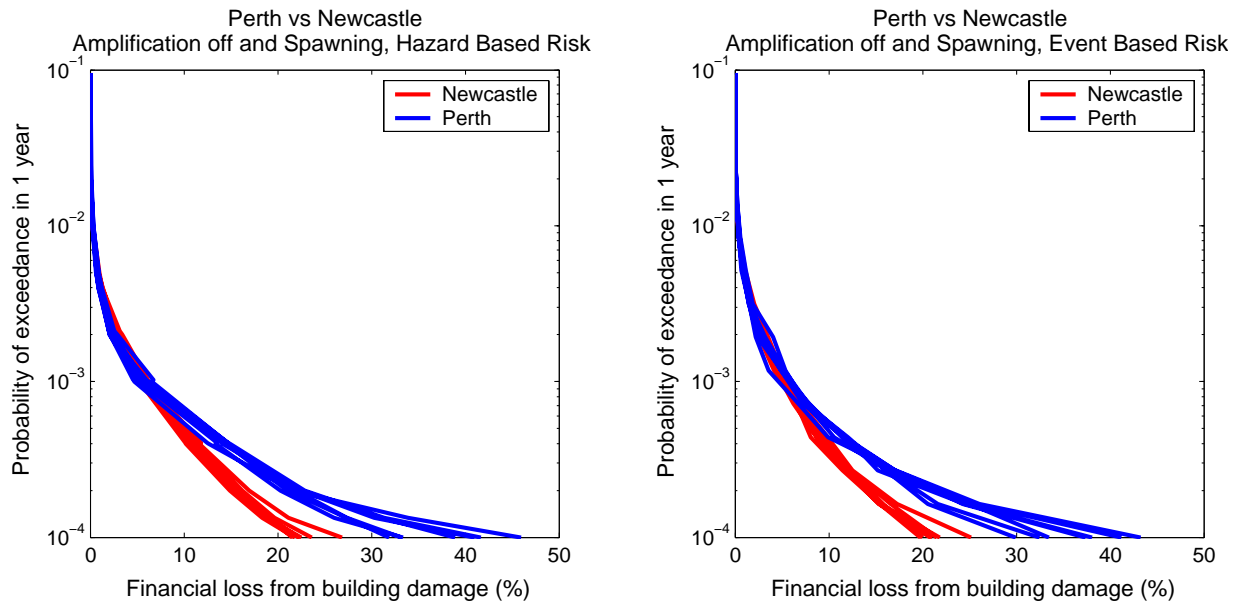 Perth vs Newcastle
Amplification off and Spawning, Hazard Based Risk
10⁻¹
10⁻²
10⁻³
10⁻⁴
Probability of exceedance in 1 year
Newcastle
Perth
0 10 20 30 40 50
Financial loss from building damage (%)
Perth vs Newcastle
Amplification off and Spawning, Event Based Risk
10⁻¹
10⁻²
10⁻³
10⁻⁴
Probability of exceedance in 1 year
Newcastle
Perth
0 10 20 30 40 50
Financial loss from building damage (%)